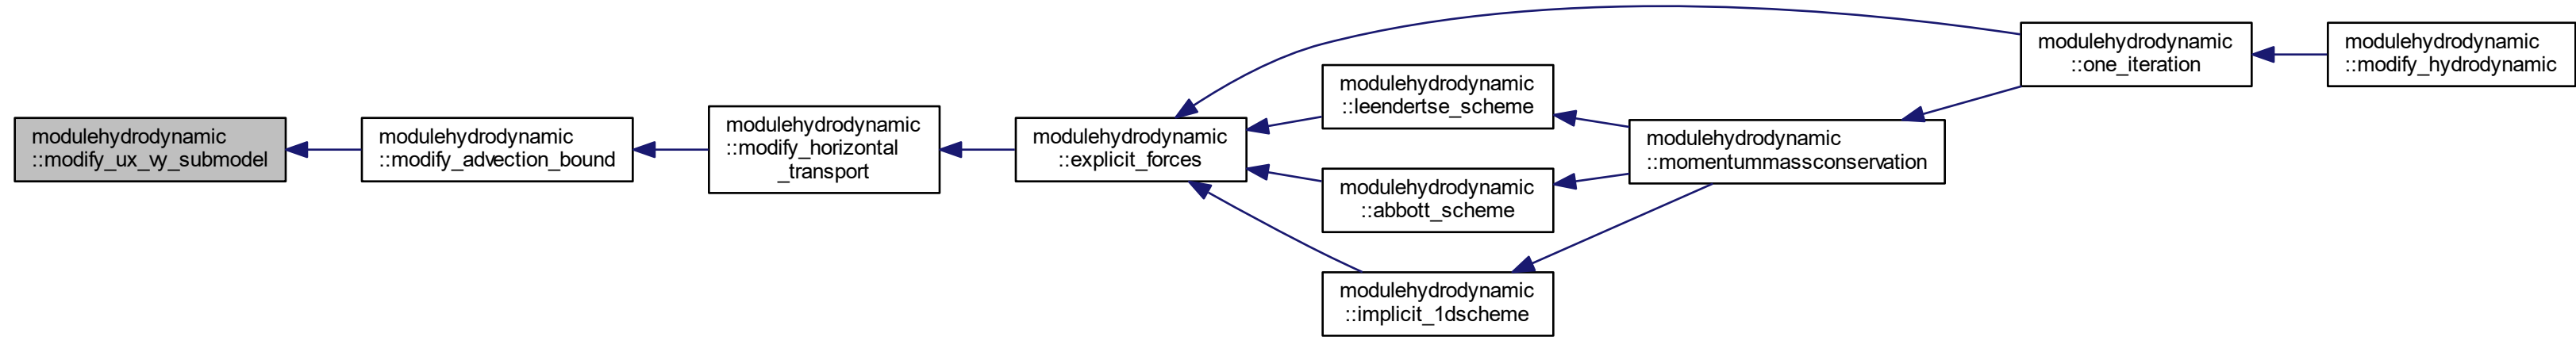 modulehydrodynamic
::modify_ux_vy_submodel
modulehydrodynamic
::modify_advection_bound
modulehydrodynamic
::modify_horizontal
_transport
modulehydrodynamic
::explicit_forces
modulehydrodynamic
::leendertse_scheme
modulehydrodynamic
::abbott_scheme
modulehydrodynamic
::implicit_1dscheme
modulehydrodynamic
::momentummassconservation
modulehydrodynamic
::one_iteration
modulehydrodynamic
::modify_hydrodynamic